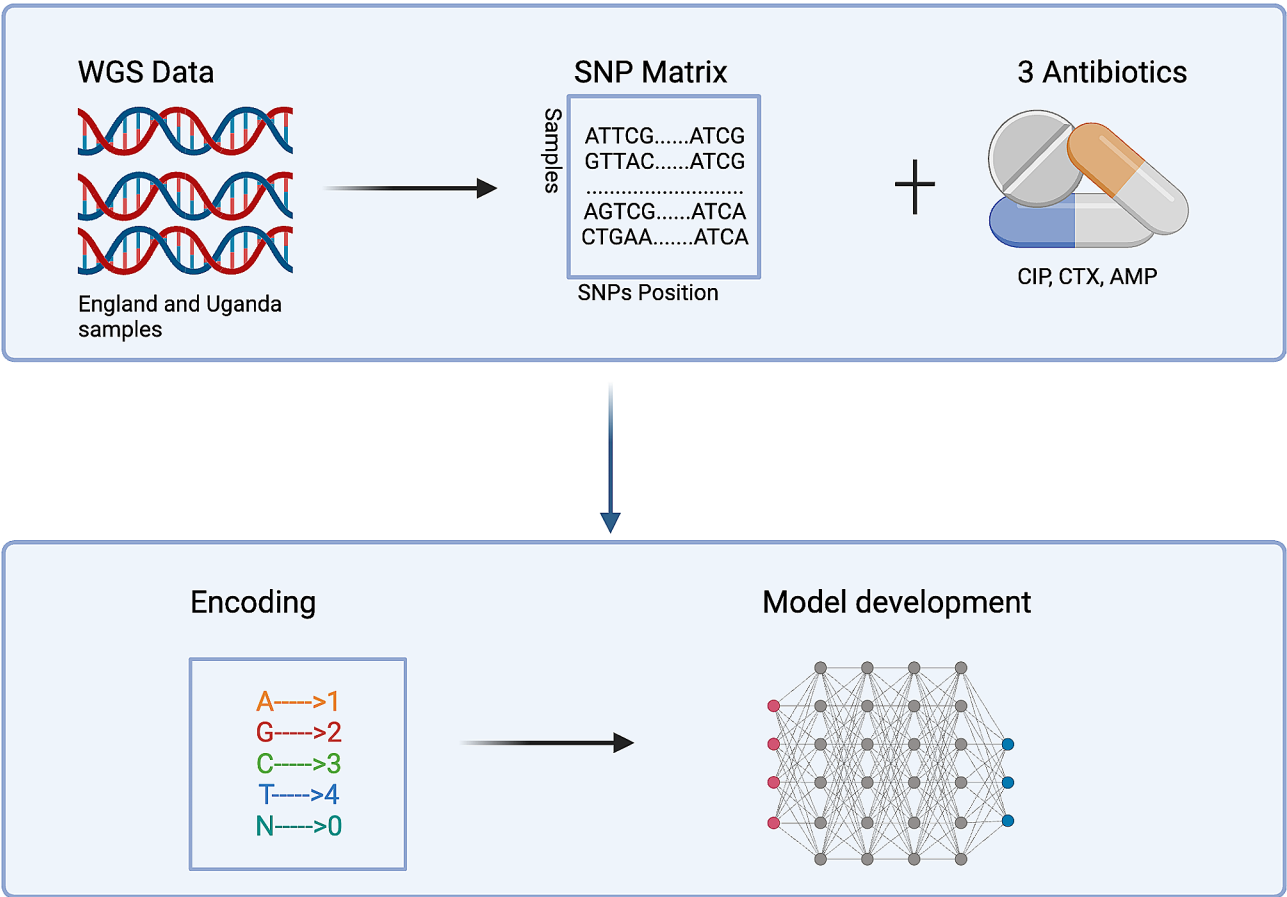 WGS Data
England and Uganda
samples
SNP Matrix
Samples
ATTCG......ATCG
GTTAC......ATCG
..........................
AGTCG......ATCA
CTGAA.......ATCA
SNPs Position
+
3 Antibiotics
CIP, CTX, AMP
Encoding
A----->1
G----->2
C----->3
T----->4
N----->0
Model development